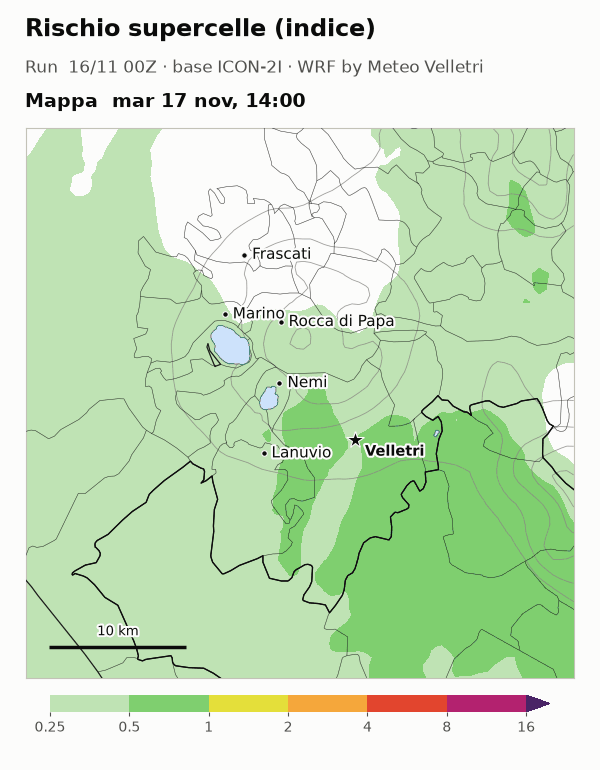 Rischio supercelle (indice)
Run  16/11 00Z · base ICON-2I · WRF by Meteo Velletri
Mappa  mar 17 nov, 14:00
Frascati
Marino
Rocca di Papa
Nemi
Velletri
Lanuvio
10 km
0.25 0.5 1 2 4 8 16